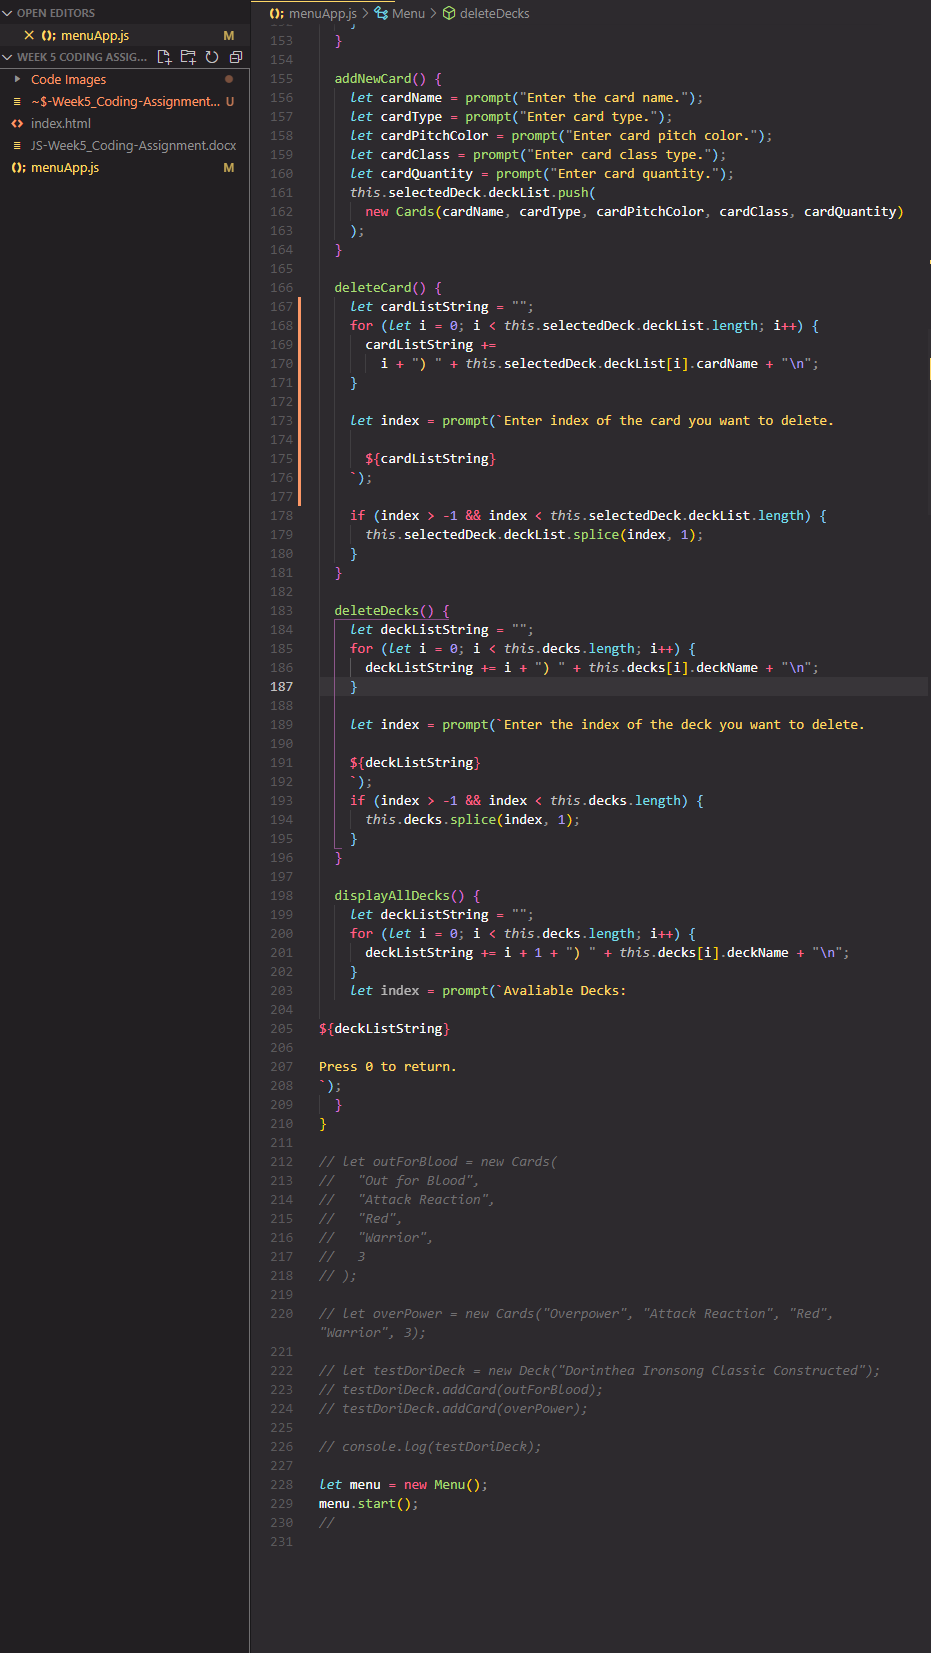 OPEN EDITORS
menuApp.js M
WEEK 5 CODING ASSIG...
Code Images
~$-Week5_Coding-Assignment... U
index.html
JS-Week5_Coding-Assignment.docx
menuApp.js M
menuApp.js > Menu > deleteDecks
153 }
154
155 addNewCard() {
156 let cardName = prompt("Enter the card name.");
157 let cardType = prompt("Enter card type.");
158 let cardPitchColor = prompt("Enter card pitch color.");
159 let cardClass = prompt("Enter card class type.");
160 let cardQuantity = prompt("Enter card quantity.");
161 this.selectedDeck.deckList.push(
162 new Cards(cardName, cardType, cardPitchColor, cardClass, cardQuantity)
163 );
164 }
165
166 deleteCard() {
167 let cardListString = "";
168 for (let i = 0; i < this.selectedDeck.deckList.length; i++) {
169 cardListString +=
170 i + ") " + this.selectedDeck.deckList[i].cardName + "\n";
171 }
172
173 let index = prompt(`Enter index of the card you want to delete.
174
175 ${cardListString}
176 `);
177
178 if (index > -1 && index < this.selectedDeck.deckList.length) {
179 this.selectedDeck.deckList.splice(index, 1);
180 }
181 }
182
183 deleteDecks() {
184 let deckListString = "";
185 for (let i = 0; i < this.decks.length; i++) {
186 deckListString += i + ") " + this.decks[i].deckName + "\n";
187 }
188
189 let index = prompt(`Enter the index of the deck you want to delete.
190
191 ${deckListString}
192 `);
193 if (index > -1 && index < this.decks.length) {
194 this.decks.splice(index, 1);
195 }
196 }
197
198 displayAllDecks() {
199 let deckListString = "";
200 for (let i = 0; i < this.decks.length; i++) {
201 deckListString += i + 1 + ") " + this.decks[i].deckName + "\n";
202 }
203 let index = prompt(`Avaliable Decks:
204
205 ${deckListString}
206
207 Press 0 to return.
208 `);
209 }
210 }
211
212 // let outForBlood = new Cards(
213 // "Out for Blood",
214 // "Attack Reaction",
215 // "Red",
216 // "Warrior",
217 // 3
218 // );
219
220 // let overPower = new Cards("Overpower", "Attack Reaction", "Red",
"Warrior", 3);
221
222 // let testDoriDeck = new Deck("Dorinthea Ironsong Classic Constructed");
223 // testDoriDeck.addCard(outForBlood);
224 // testDoriDeck.addCard(overPower);
225
226 // console.log(testDoriDeck);
227
228 let menu = new Menu();
229 menu.start();
230 //
231